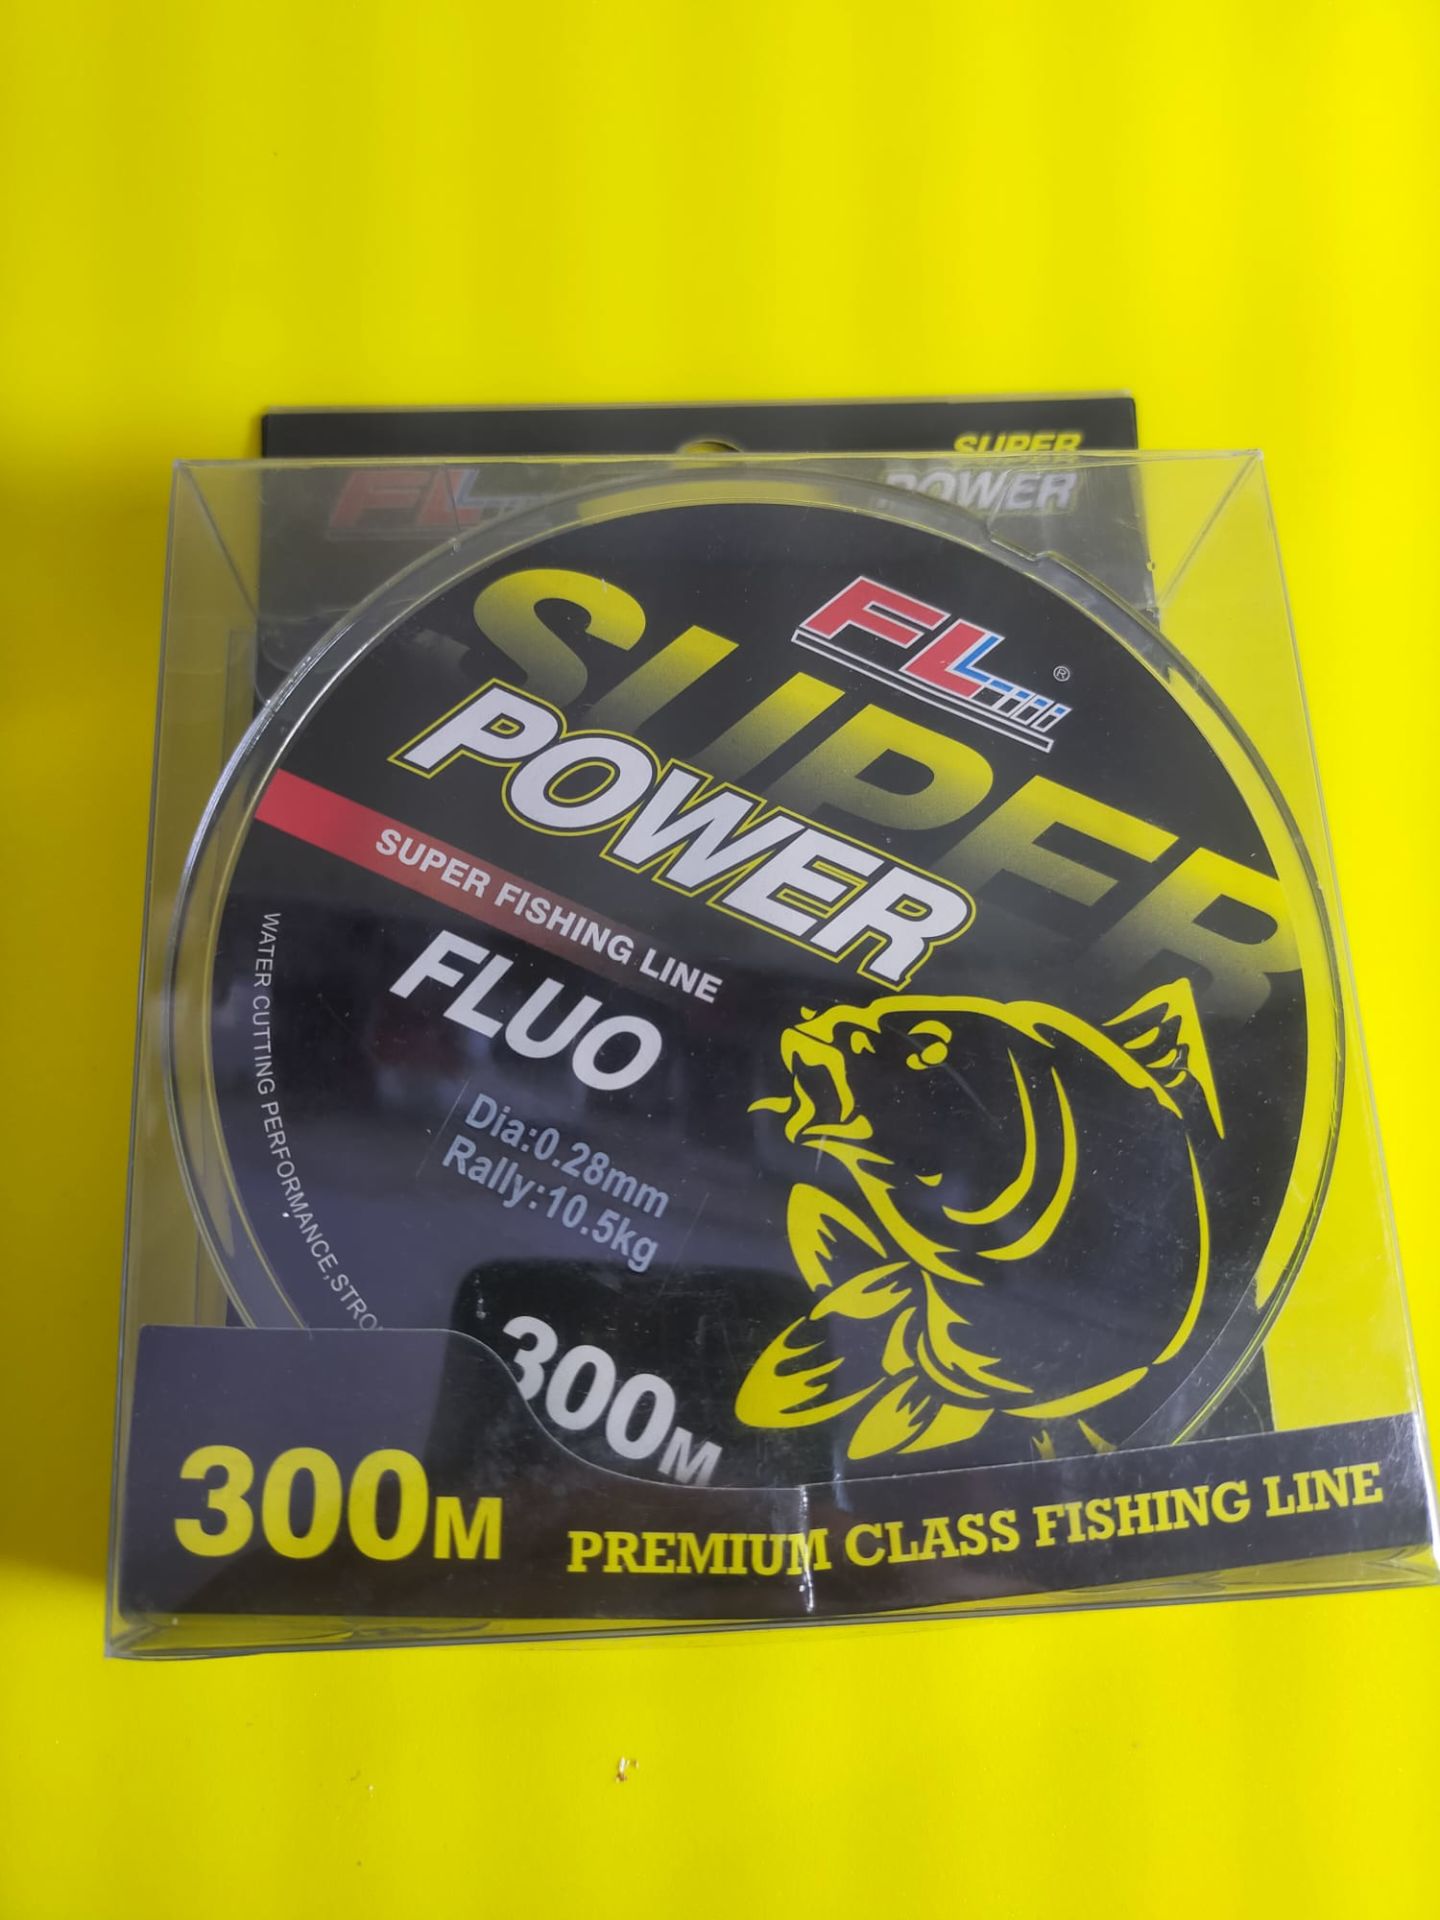 SUPER
POWER
FL
FL
®
SUPER
POWER
SUPER FISHING LINE
FLUO
Dia:0.28mm
Rally:10.5kg
WATER CUTTING PERFORMANCE,
300M
300M
PREMIUM CLASS FISHING LINE